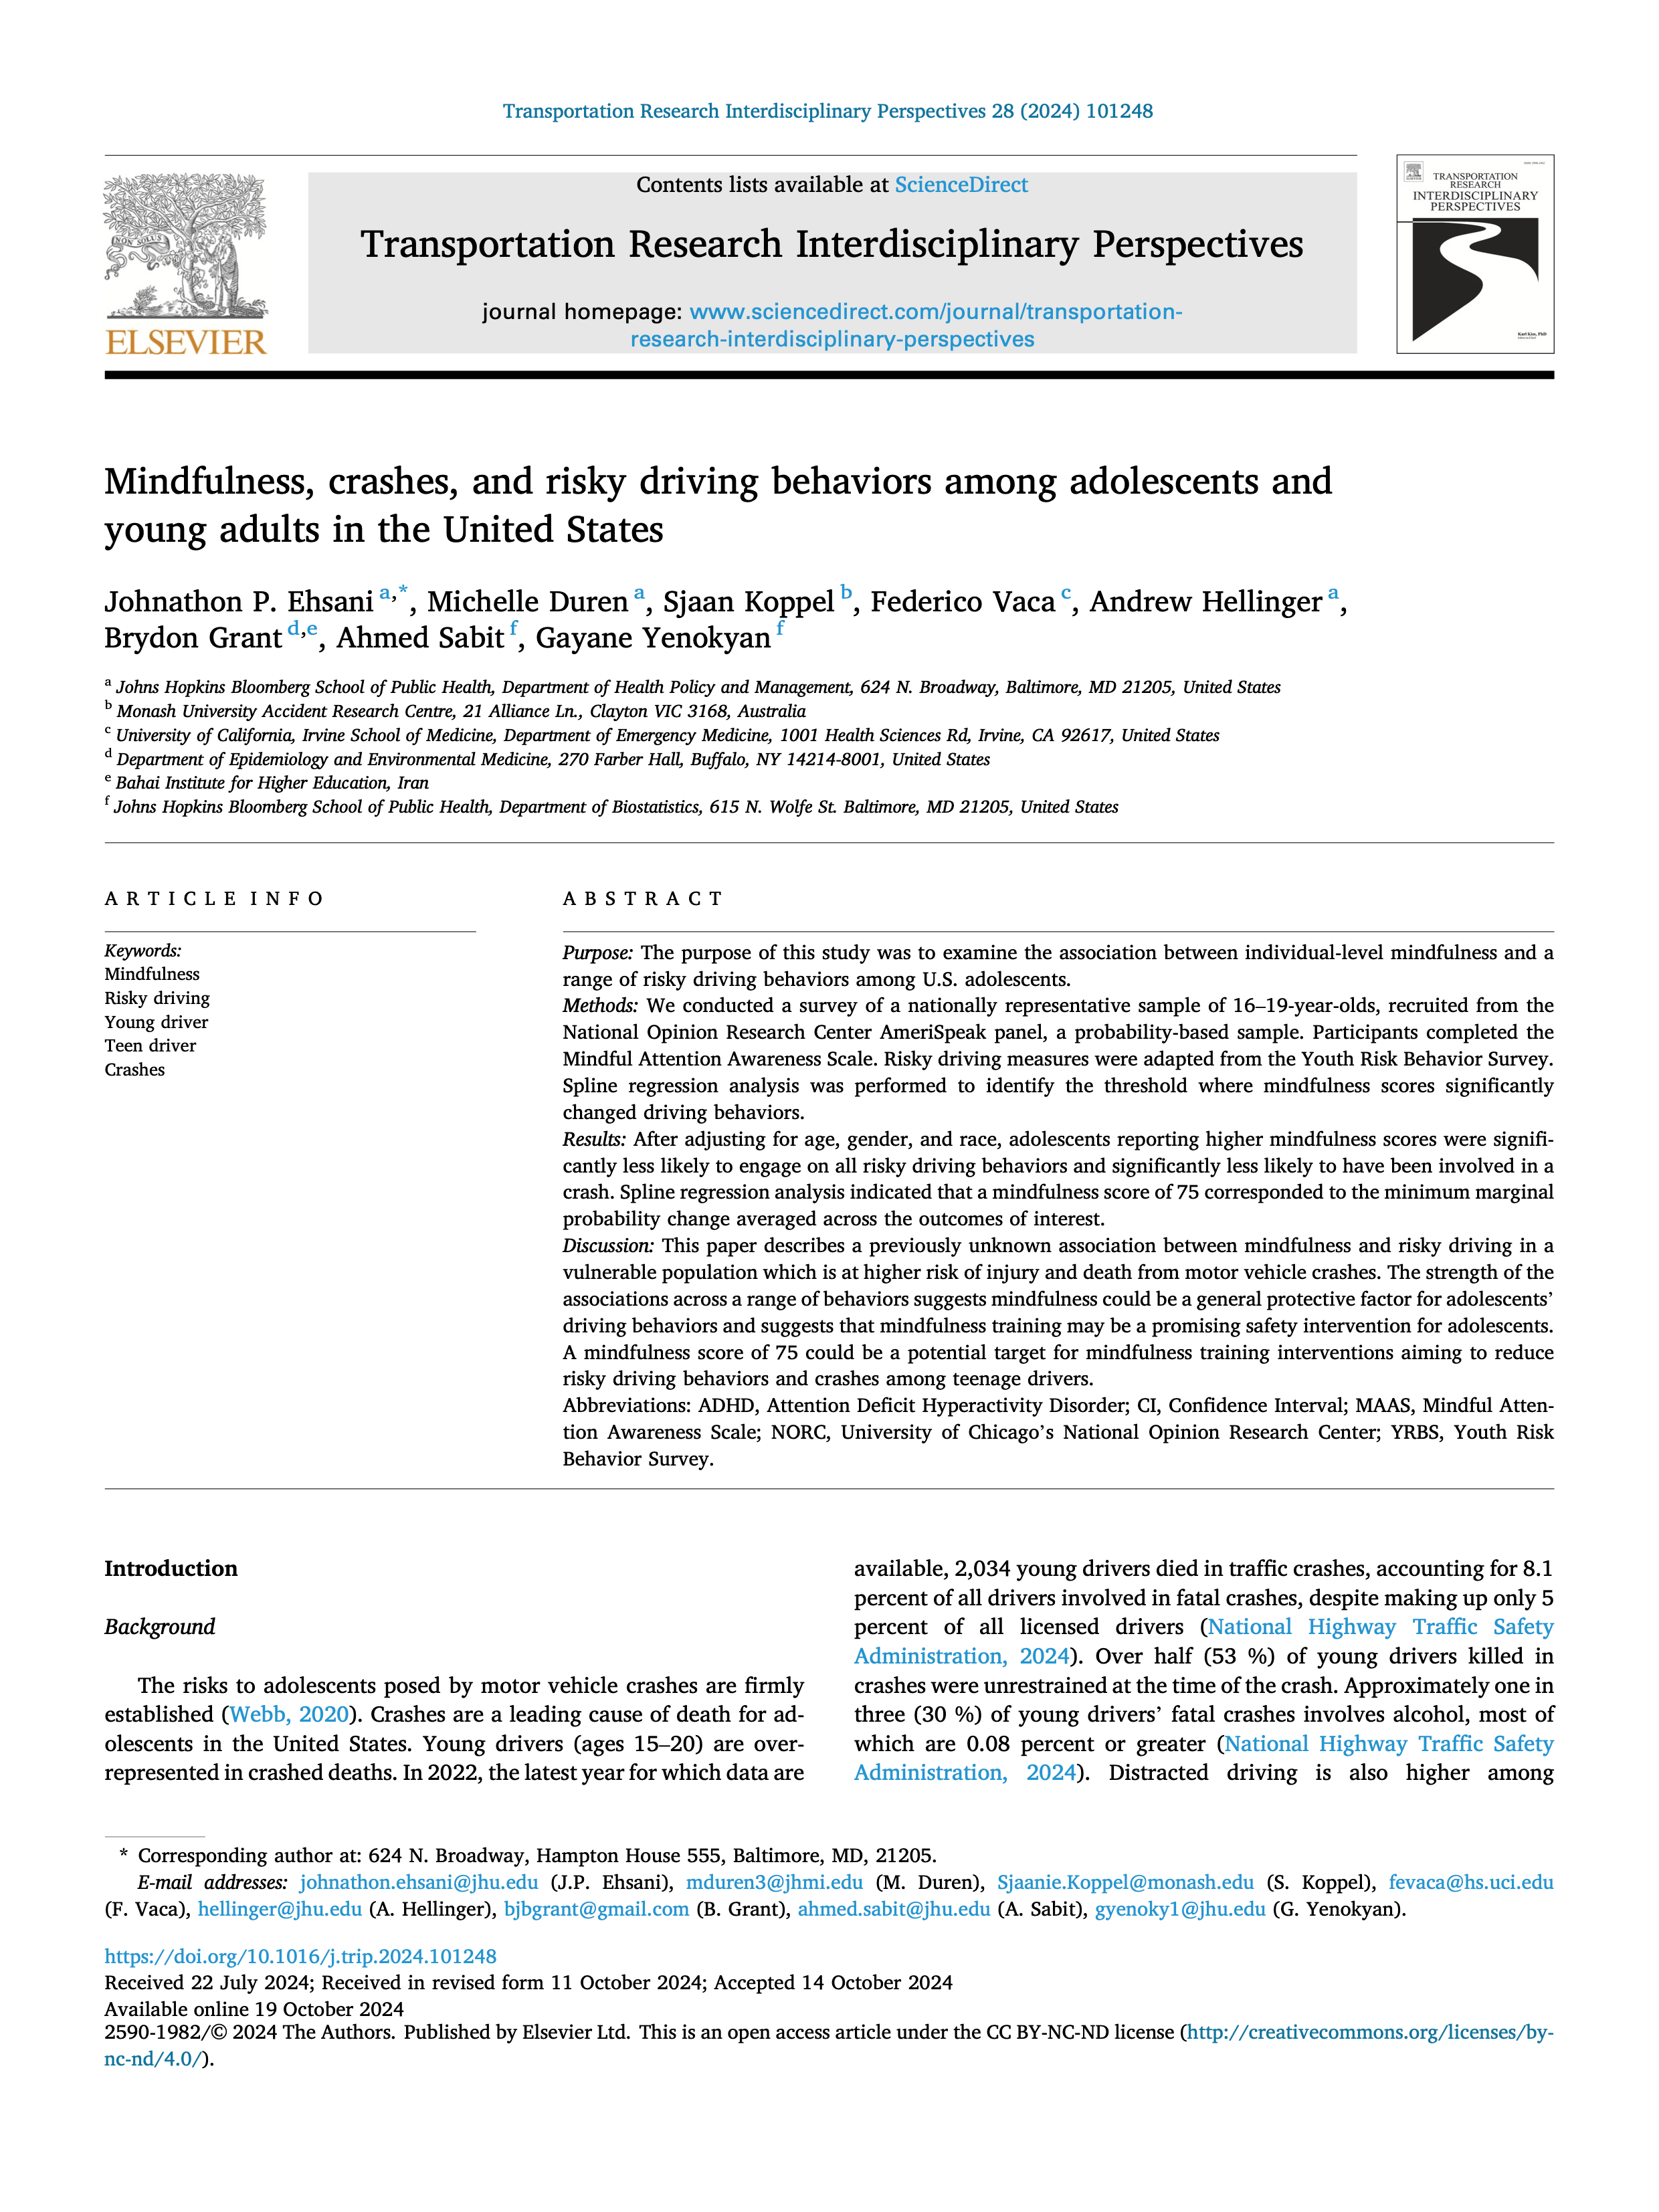 Transportation Research Interdisciplinary Perspectives 28 (2024) 101248
Contents lists available at ScienceDirect
Transportation Research Interdisciplinary Perspectives
journal homepage: www.sciencedirect.com/journal/transportation-
research-interdisciplinary-perspectives
NON SOLUS
ELSEVIER
TRANSPORTATION
RESEARCH
INTERDISCIPLINARY
PERSPECTIVES
Karl Kim, PhD
Mindfulness, crashes, and risky driving behaviors among adolescents and
young adults in the United States
Johnathon P. Ehsani a,*, Michelle Duren a, Sjaan Koppel b, Federico Vaca c, Andrew Hellinger a,
Brydon Grant d,e, Ahmed Sabit f, Gayane Yenokyan f
a Johns Hopkins Bloomberg School of Public Health, Department of Health Policy and Management, 624 N. Broadway, Baltimore, MD 21205, United States
b Monash University Accident Research Centre, 21 Alliance Ln., Clayton VIC 3168, Australia
c University of California, Irvine School of Medicine, Department of Emergency Medicine, 1001 Health Sciences Rd, Irvine, CA 92617, United States
d Department of Epidemiology and Environmental Medicine, 270 Farber Hall, Buffalo, NY 14214-8001, United States
e Bahai Institute for Higher Education, Iran
f Johns Hopkins Bloomberg School of Public Health, Department of Biostatistics, 615 N. Wolfe St. Baltimore, MD 21205, United States
ARTICLE INFO
Keywords:
Mindfulness
Risky driving
Young driver
Teen driver
Crashes
ABSTRACT
Purpose: The purpose of this study was to examine the association between individual-level mindfulness and a
range of risky driving behaviors among U.S. adolescents.
Methods: We conducted a survey of a nationally representative sample of 16–19-year-olds, recruited from the
National Opinion Research Center AmeriSpeak panel, a probability-based sample. Participants completed the
Mindful Attention Awareness Scale. Risky driving measures were adapted from the Youth Risk Behavior Survey.
Spline regression analysis was performed to identify the threshold where mindfulness scores significantly
changed driving behaviors.
Results: After adjusting for age, gender, and race, adolescents reporting higher mindfulness scores were signifi-
cantly less likely to engage on all risky driving behaviors and significantly less likely to have been involved in a
crash. Spline regression analysis indicated that a mindfulness score of 75 corresponded to the minimum marginal
probability change averaged across the outcomes of interest.
Discussion: This paper describes a previously unknown association between mindfulness and risky driving in a
vulnerable population which is at higher risk of injury and death from motor vehicle crashes. The strength of the
associations across a range of behaviors suggests mindfulness could be a general protective factor for adolescents’
driving behaviors and suggests that mindfulness training may be a promising safety intervention for adolescents.
A mindfulness score of 75 could be a potential target for mindfulness training interventions aiming to reduce
risky driving behaviors and crashes among teenage drivers.
Abbreviations: ADHD, Attention Deficit Hyperactivity Disorder; CI, Confidence Interval; MAAS, Mindful Atten-
tion Awareness Scale; NORC, University of Chicago’s National Opinion Research Center; YRBS, Youth Risk
Behavior Survey.
Introduction
Background
The risks to adolescents posed by motor vehicle crashes are firmly
established (Webb, 2020). Crashes are a leading cause of death for ad-
olescents in the United States. Young drivers (ages 15–20) are over-
represented in crashed deaths. In 2022, the latest year for which data are
available, 2,034 young drivers died in traffic crashes, accounting for 8.1
percent of all drivers involved in fatal crashes, despite making up only 5
percent of all licensed drivers (National Highway Traffic Safety
Administration, 2024). Over half (53 %) of young drivers killed in
crashes were unrestrained at the time of the crash. Approximately one in
three (30 %) of young drivers’ fatal crashes involves alcohol, most of
which are 0.08 percent or greater (National Highway Traffic Safety
Administration, 2024). Distracted driving is also higher among
* Corresponding author at: 624 N. Broadway, Hampton House 555, Baltimore, MD, 21205.
E-mail addresses: johnathon.ehsani@jhu.edu (J.P. Ehsani), mduren3@jhmi.edu (M. Duren), Sjaanie.Koppel@monash.edu (S. Koppel), fevaca@hs.uci.edu
(F. Vaca), hellinger@jhu.edu (A. Hellinger), bjbgrant@gmail.com (B. Grant), ahmed.sabit@jhu.edu (A. Sabit), gyenoky1@jhu.edu (G. Yenokyan).
https://doi.org/10.1016/j.trip.2024.101248
Received 22 July 2024; Received in revised form 11 October 2024; Accepted 14 October 2024
Available online 19 October 2024
2590-1982/© 2024 The Authors. Published by Elsevier Ltd. This is an open access article under the CC BY-NC-ND license (http://creativecommons.org/licenses/by-
nc-nd/4.0/).